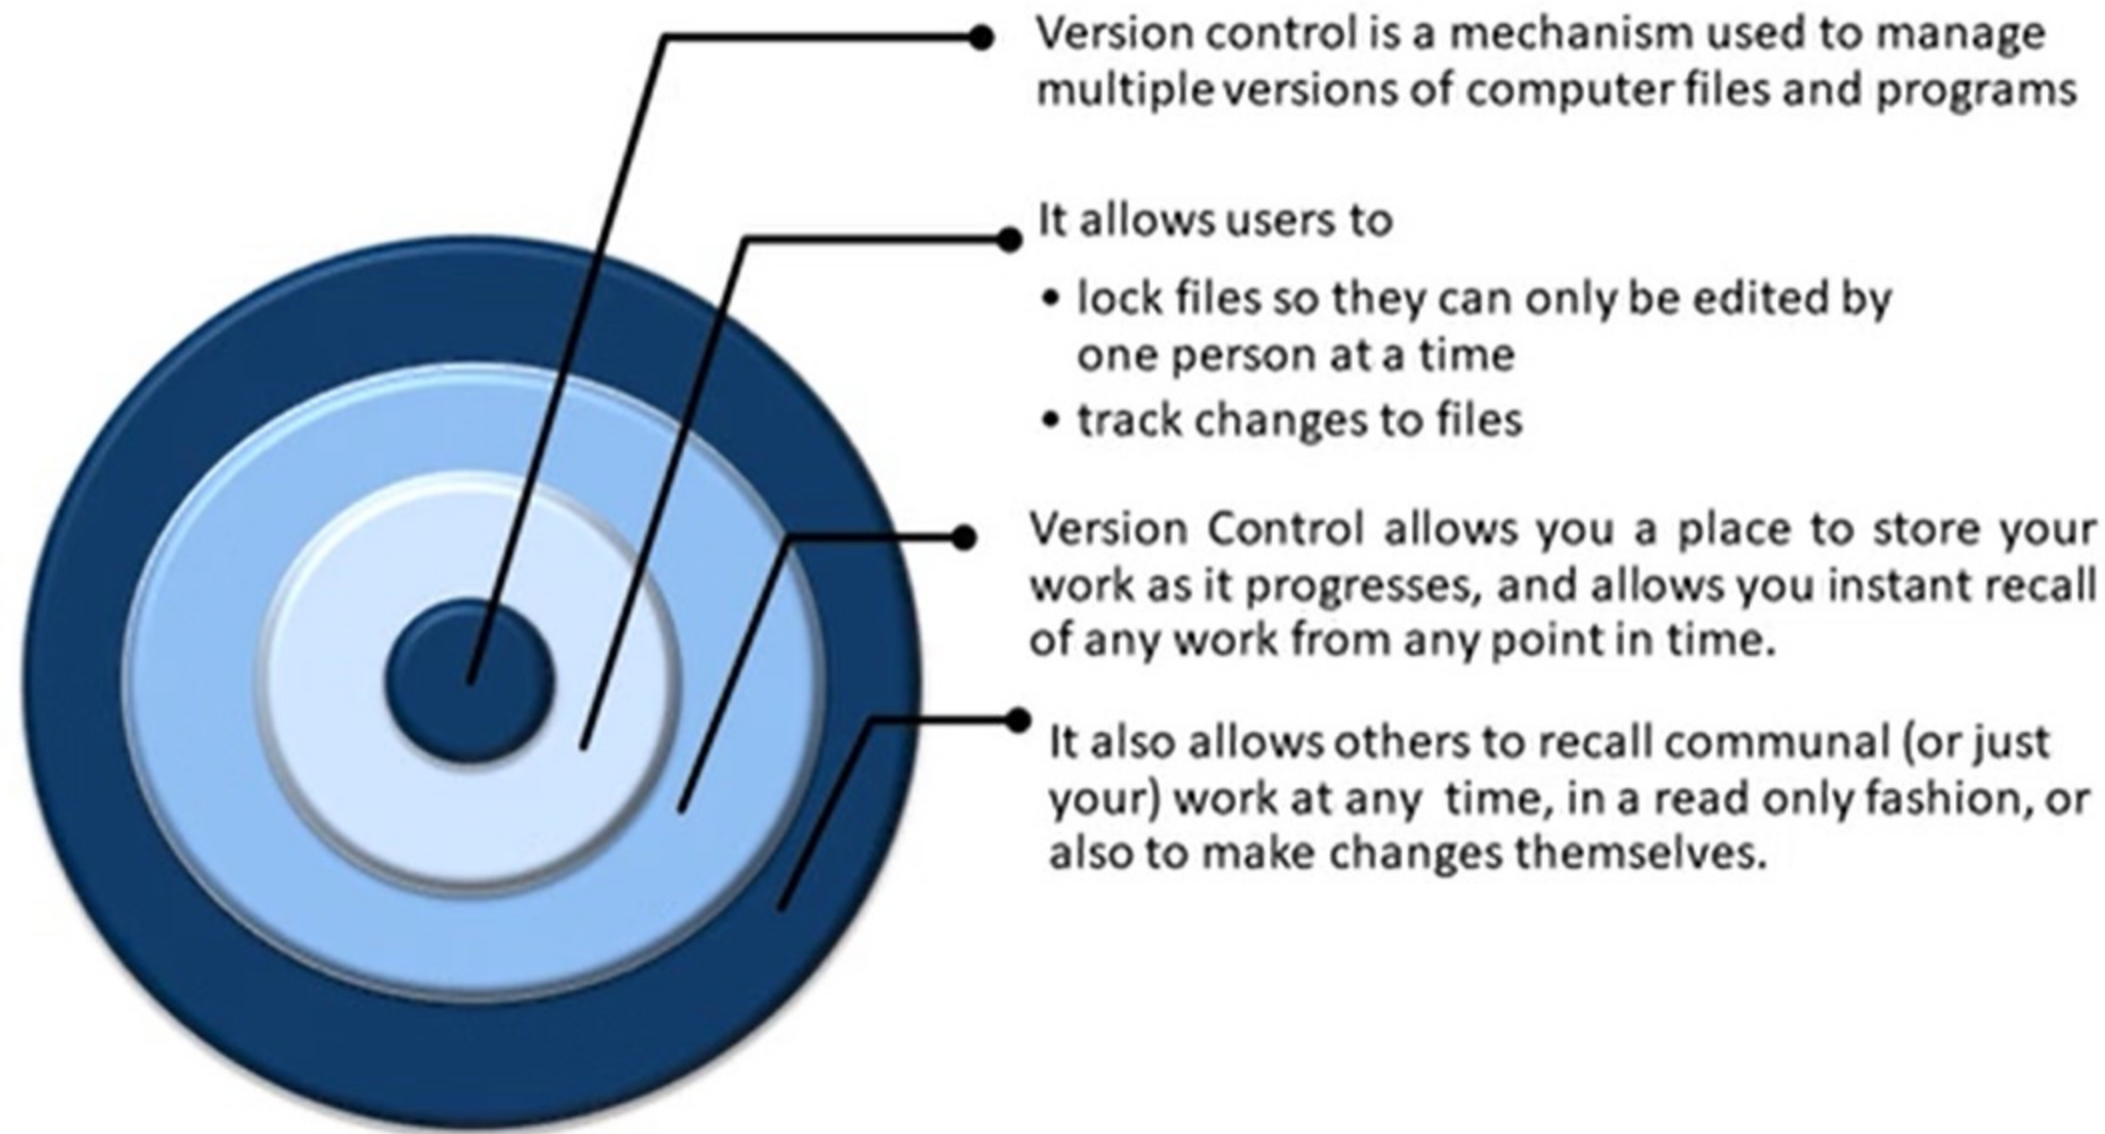 Version control is a mechanism used to manage
multiple versions of computer files and programs
It allows users to
• lock files so they can only be edited by
one person at a time
• track changes to files
Version Control allows you a place to store your
work as it progresses, and allows you instant recall
of any work from any point in time.
It also allows others to recall communal (or just
your) work at any time, in a read only fashion, or
also to make changes themselves.